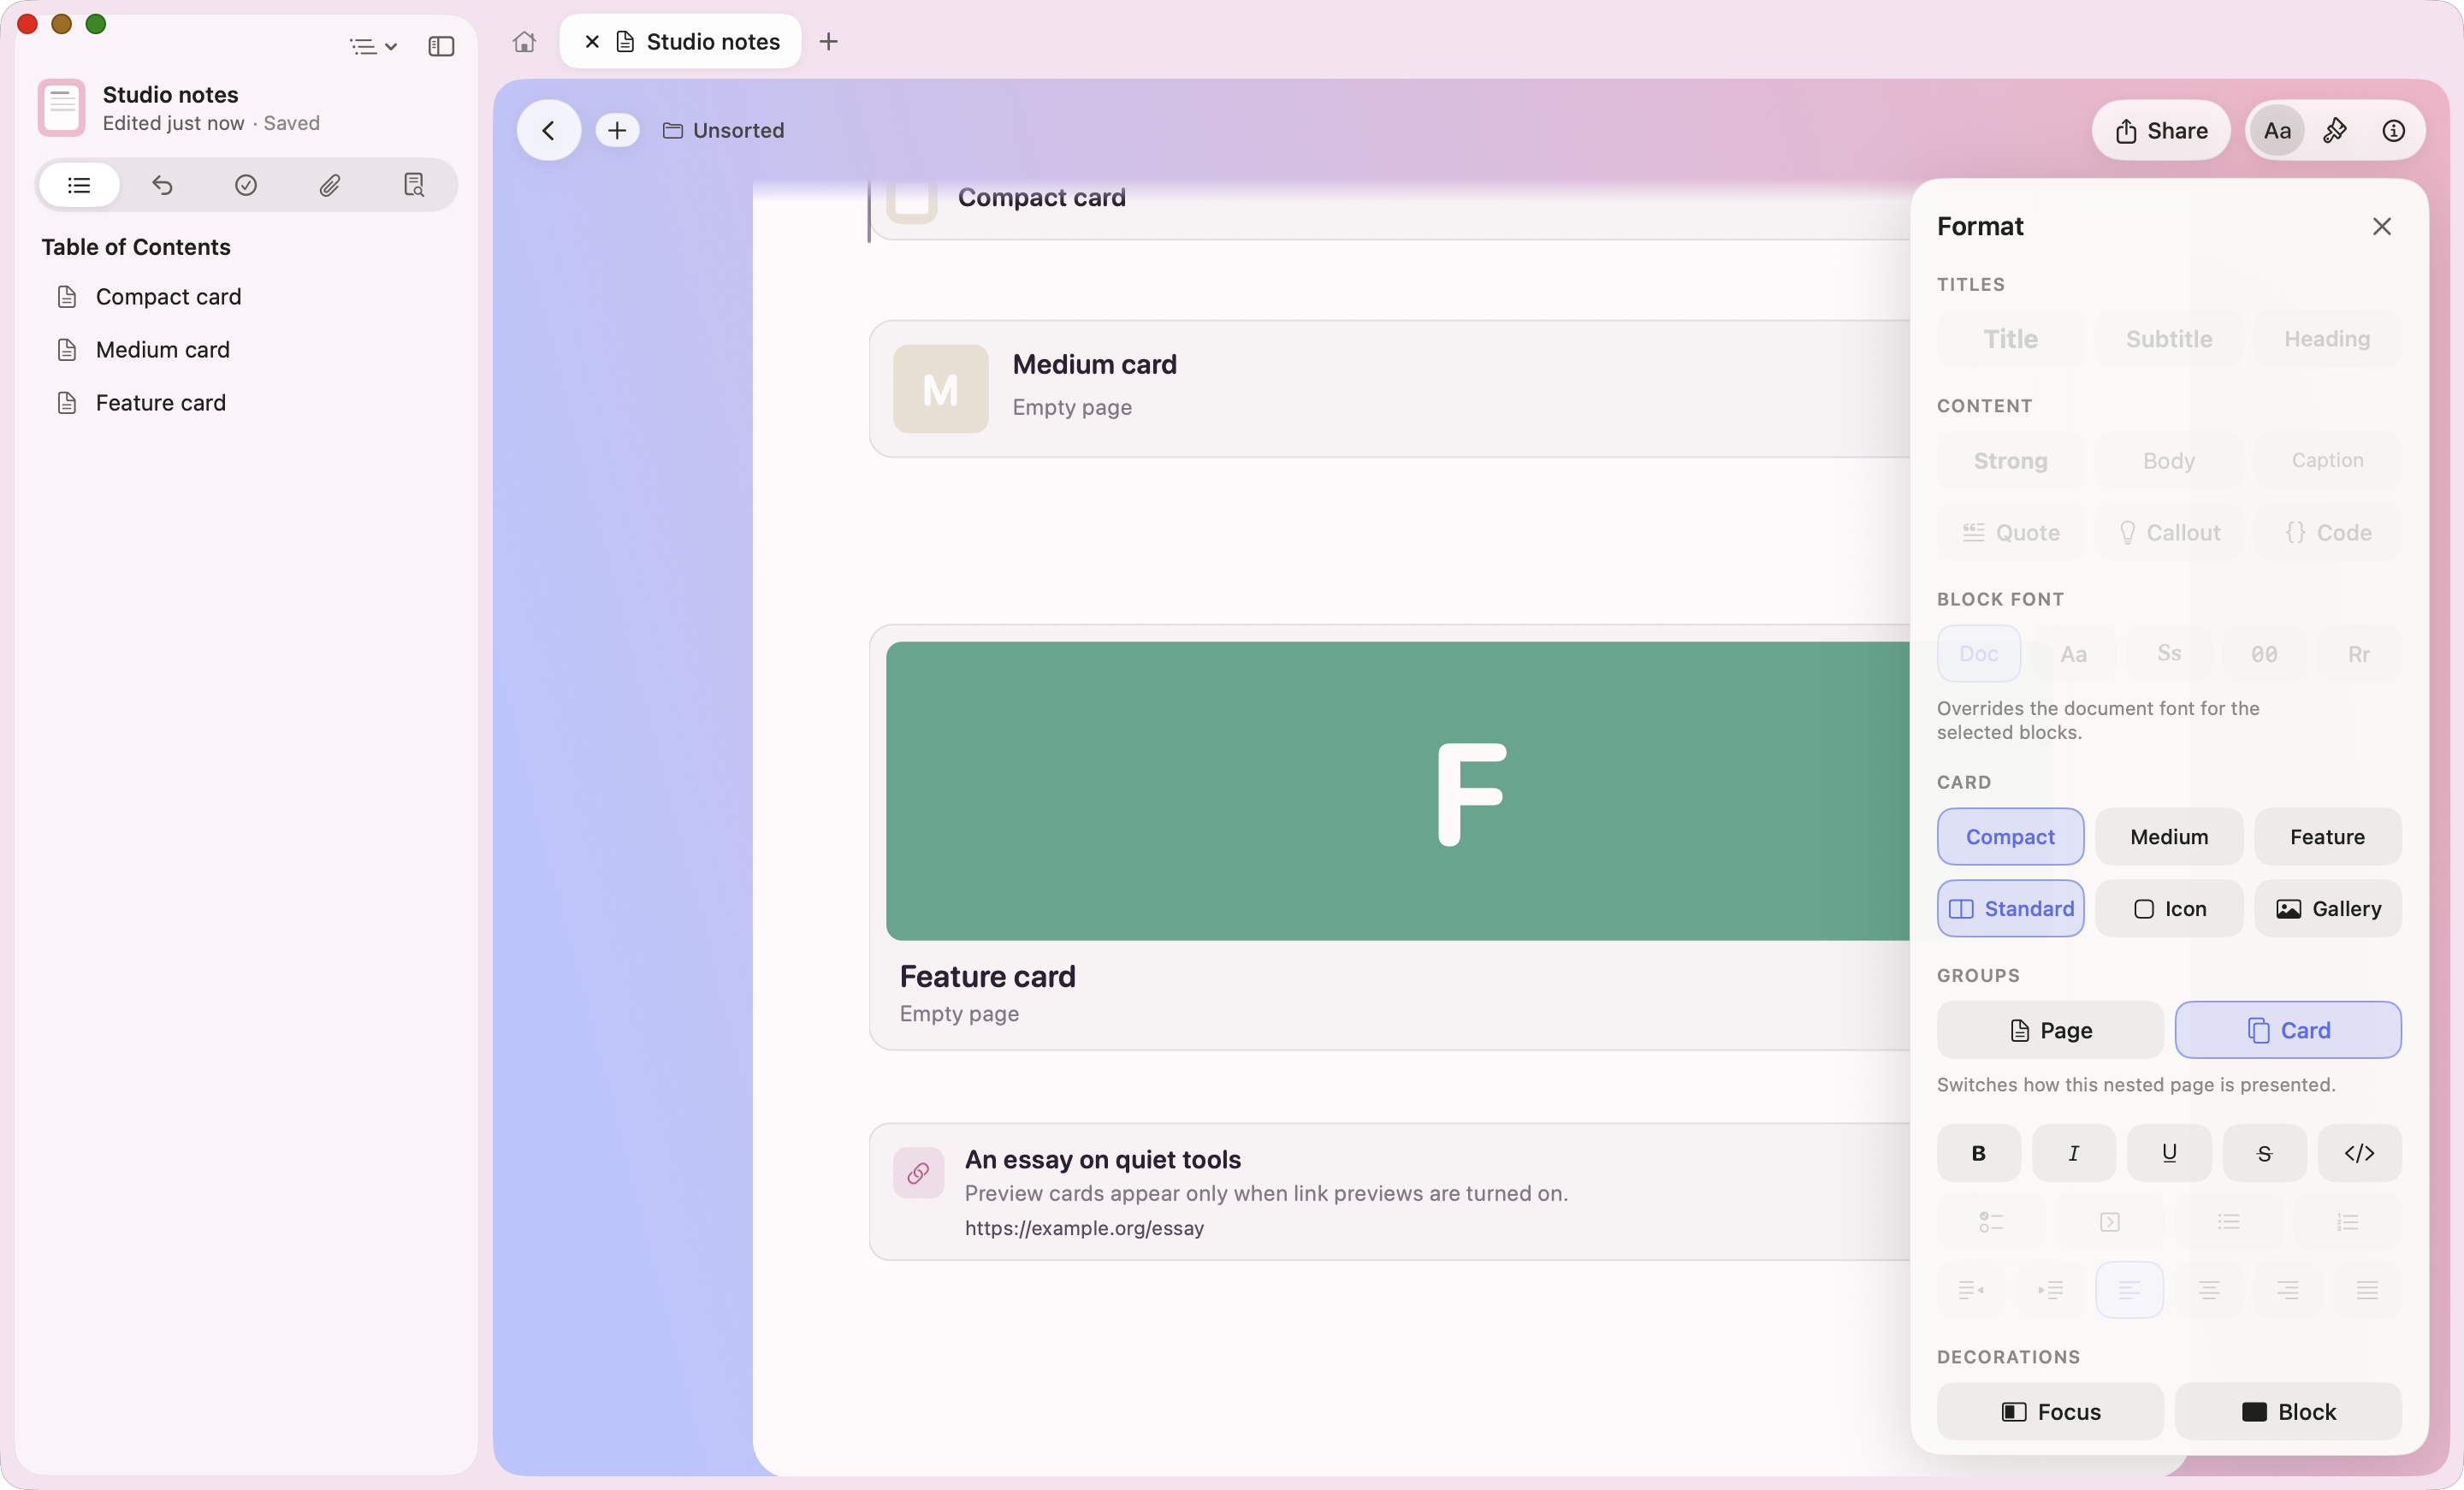 Studio notes
Edited just now · Saved
Table of Contents
Compact card
Medium card
Feature card
Studio notes
Unsorted
Share
Aa
Compact card
M
Medium card
Empty page
F
Feature card
Empty page
An essay on quiet tools
Preview cards appear only when link previews are turned on.
https://example.org/essay
Format
TITLES
Title Subtitle Heading
CONTENT
Strong Body Caption
Quote Callout {} Code
BLOCK FONT
Doc Aa Ss 00 Rr
Overrides the document font for the
selected blocks.
CARD
Compact Medium Feature
Standard Icon Gallery
GROUPS
Page Card
Switches how this nested page is presented.
B I U S </>
DECORATIONS
Focus Block